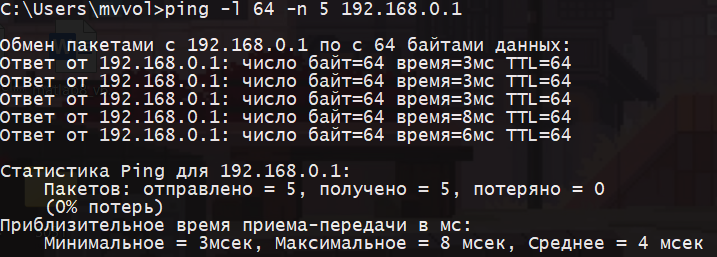 C:\Users\mvvol>ping -l 64 -n 5 192.168.0.1
Обмен пакетами с 192.168.0.1 по с 64 байтами данных:
Ответ от 192.168.0.1: число байт=64 время=3мс TTL=64
Ответ от 192.168.0.1: число байт=64 время=3мс TTL=64
Ответ от 192.168.0.1: число байт=64 время=3мс TTL=64
Ответ от 192.168.0.1: число байт=64 время=8мс TTL=64
Ответ от 192.168.0.1: число байт=64 время=6мс TTL=64
Статистика Ping для 192.168.0.1:
Пакетов: отправлено = 5, получено = 5, потеряно = 0
(0% потерь)
Приблизительное время приема-передачи в мс:
Минимальное = 3мсек, Максимальное = 8 мсек, Среднее = 4 мсек